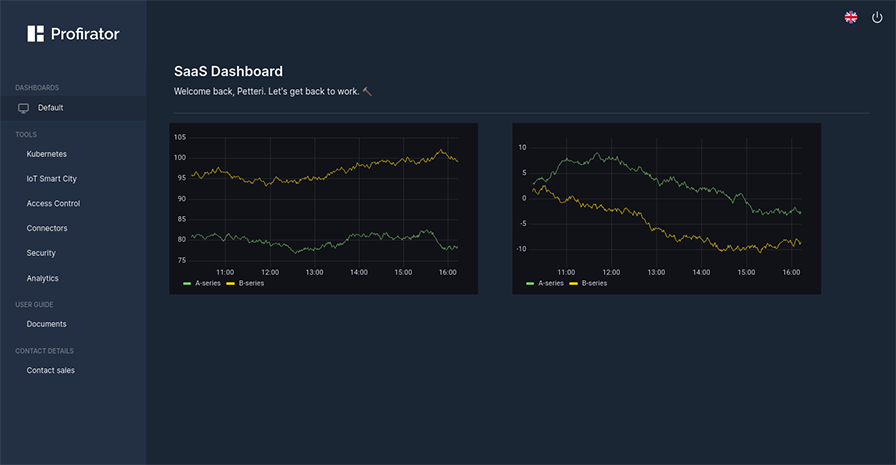 Profirator
DASHBOARDS
Default
TOOLS
Kubernetes
IoT Smart City
Access Control
Connectors
Security
Analytics
USER GUIDE
Documents
CONTACT DETAILS
Contact sales
SaaS Dashboard
Welcome back, Petteri. Let's get back to work. 🔨
105
100
95
90
85
80
75
11:00 12:00 13:00 14:00 15:00 16:00
A-series B-series
10
5
0
-5
-10
11:00 12:00 13:00 14:00 15:00 16:00
A-series B-series